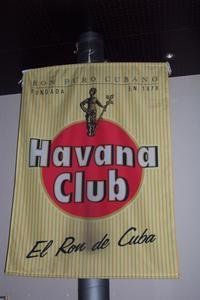 RON PURO CUBANO
FUNDADA EN 1878
Havana
Club
El Ron de Cuba